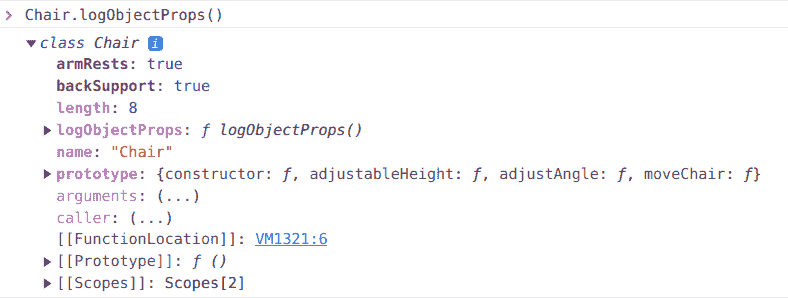 Chair.logObjectProps()
class Chair i
armRests: true
backSupport: true
length: 8
logObjectProps: ƒ logObjectProps()
name: "Chair"
prototype: {constructor: ƒ, adjustableHeight: ƒ, adjustAngle: ƒ, moveChair: ƒ}
arguments: (...)
caller: (...)
[[FunctionLocation]]: VM1321:6
[[Prototype]]: ƒ ()
[[Scopes]]: Scopes[2]